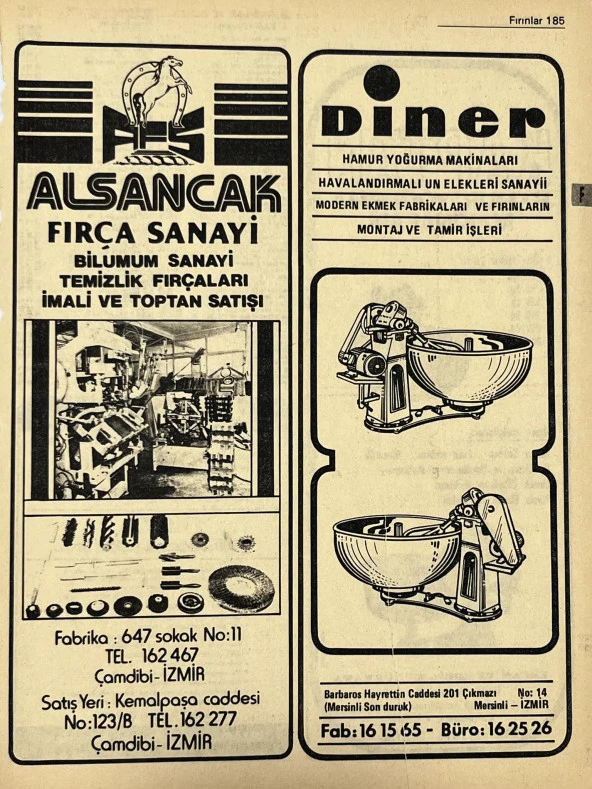 Fırınlar 185
F
AFS
ALSANCAK
FIRÇA SANAYİ
BİLUMUM SANAYİ
TEMİZLİK FIRÇALARI
İMALİ VE TOPTAN SATIŞI
Fabrika : 647 sokak No:11
TEL. 162 467
Çamdibi - İZMİR
Satış Yeri : Kemalpaşa caddesi
No:123/B TEL.162 277
Çamdibi - İZMİR
Diner
HAMUR YOĞURMA MAKİNALARI
HAVALANDIRMALI UN ELEKLERİ SANAYİİ
MODERN EKMEK FABRİKALARI VE FIRINLARIN
MONTAJ VE TAMİR İŞLERİ
Barbaros Hayrettin Caddesi 201 Çıkmazı No: 14
(Mersinli Son durak) Mersinli - İZMİR
Fab: 16 15 65 - Büro: 16 25 26